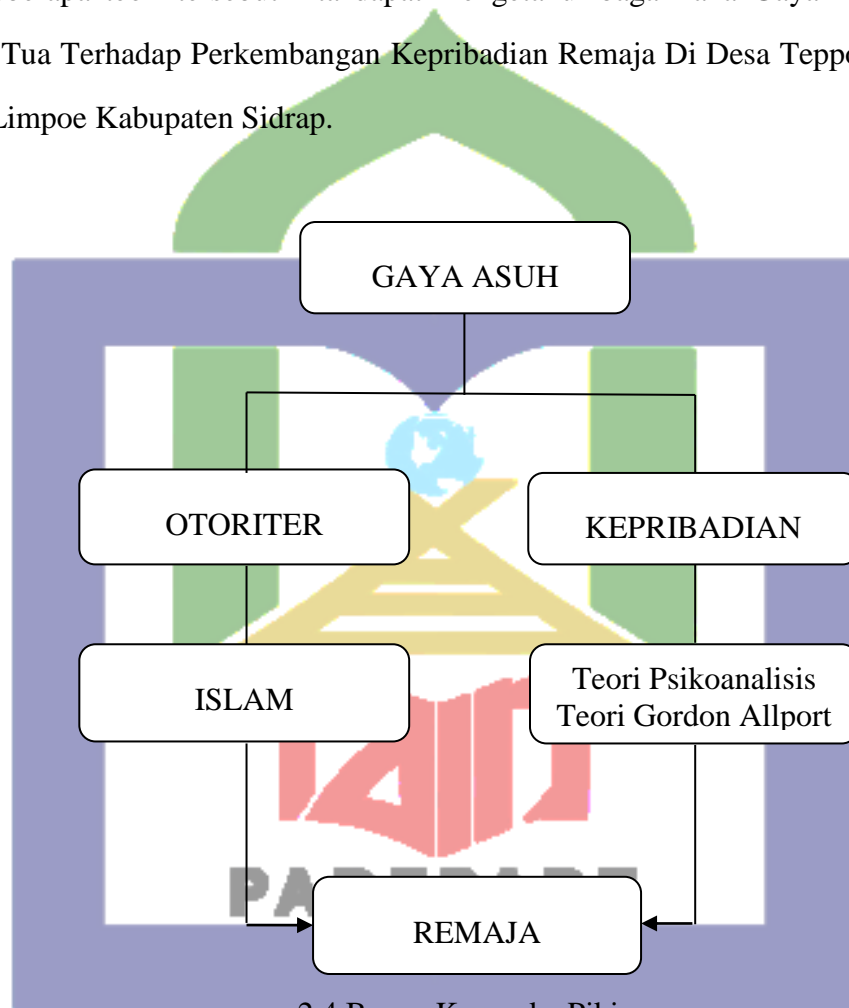 Tua Terhadap Perkembangan Kepribadian Remaja Di Desa Teppo
Limpoe Kabupaten Sidrap.
GAYA ASUH
OTORITER
KEPRIBADIAN
ISLAM
Teori Psikoanalisis
Teori Gordon Allport
REMAJA